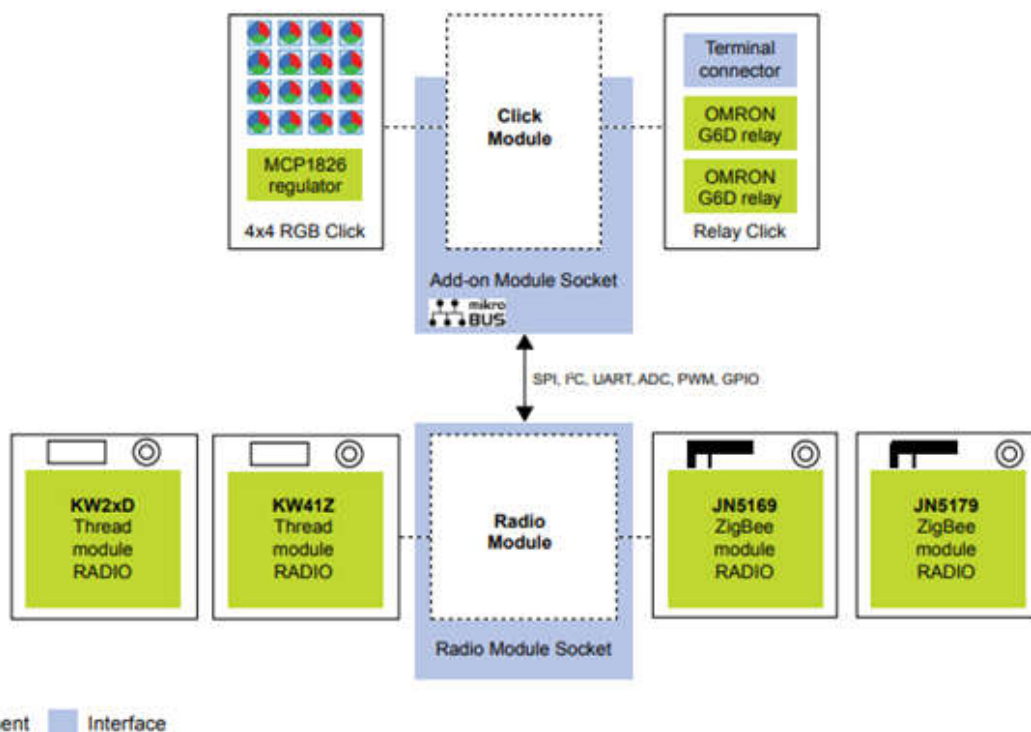 Terminal
connector
Click
Module
OMRON
G6D relay
MCP1826
regulator
OMRON
G6D relay
4x4 RGB Click
Relay Click
Add-on Module Socket
mikro
BUS
SPI, I²C, UART, ADC, PWM, GPIO
KW2xD
Thread
module
RADIO
KW41Z
Thread
module
RADIO
Radio
Module
JN5169
ZigBee
module
RADIO
JN5179
ZigBee
module
RADIO
Radio Module Socket
Interface